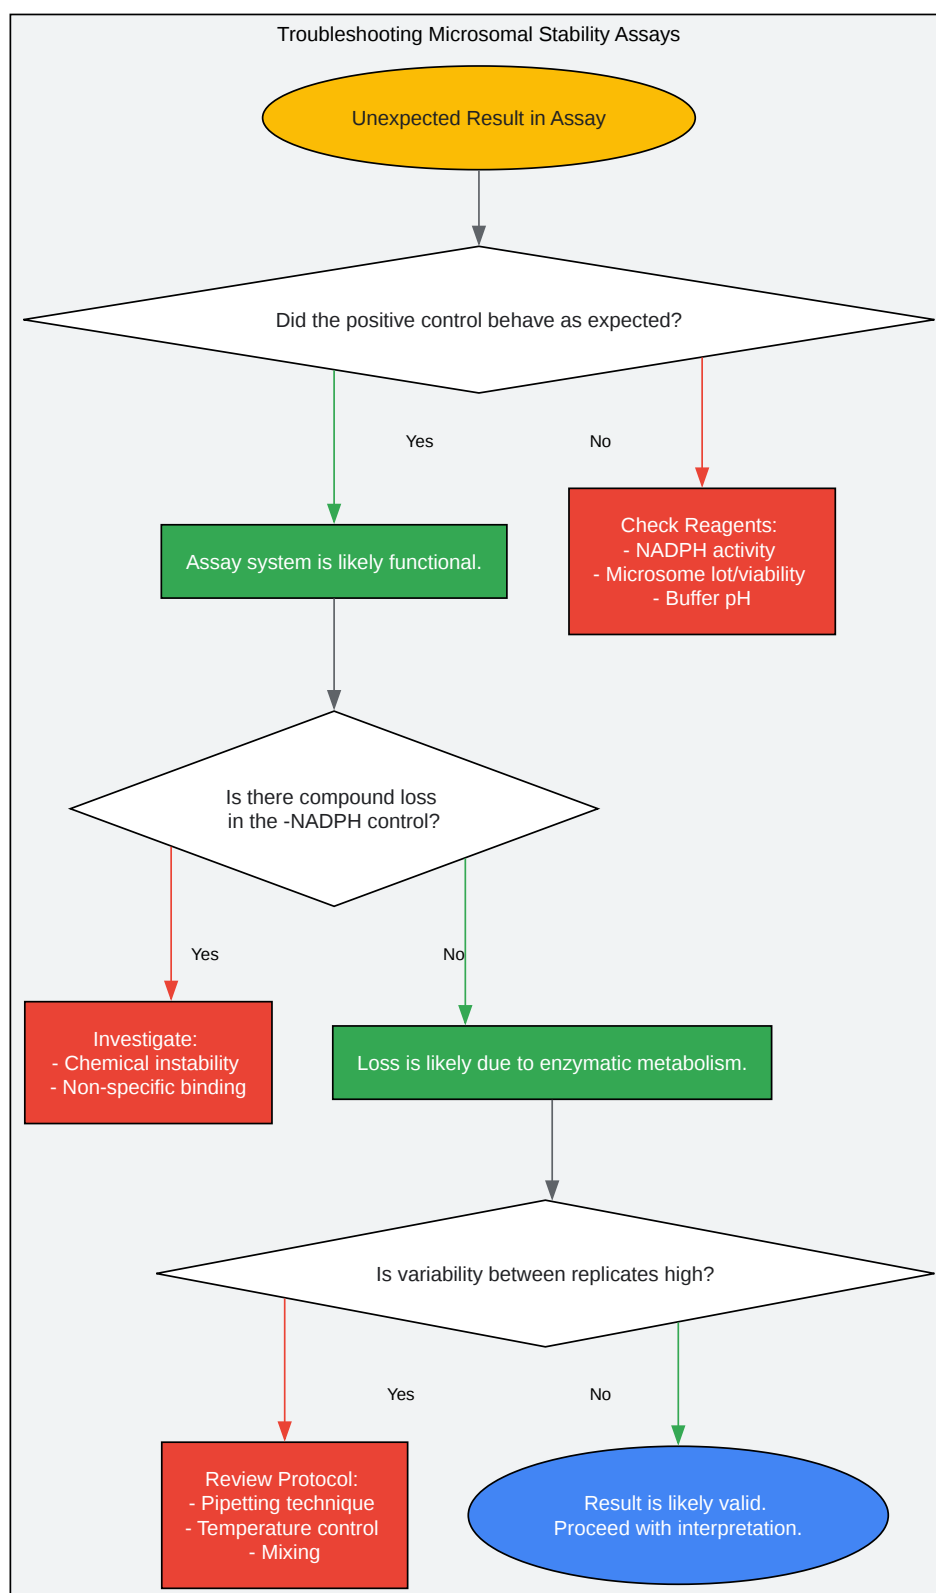 Troubleshooting Microsomal Stability Assays
Unexpected Result in Assay
Did the positive control behave as expected?
Yes
No
Check Reagents:
- NADPH activity
- Microsome lot/viability
- Buffer pH
Assay system is likely functional.
Is there compound loss
in the -NADPH control?
Yes
No
Investigate:
- Chemical instability
- Non-specific binding
Loss is likely due to enzymatic metabolism.
Is variability between replicates high?
Yes
No
Review Protocol:
- Pipetting technique
- Temperature control
- Mixing
Result is likely valid.
Proceed with interpretation.